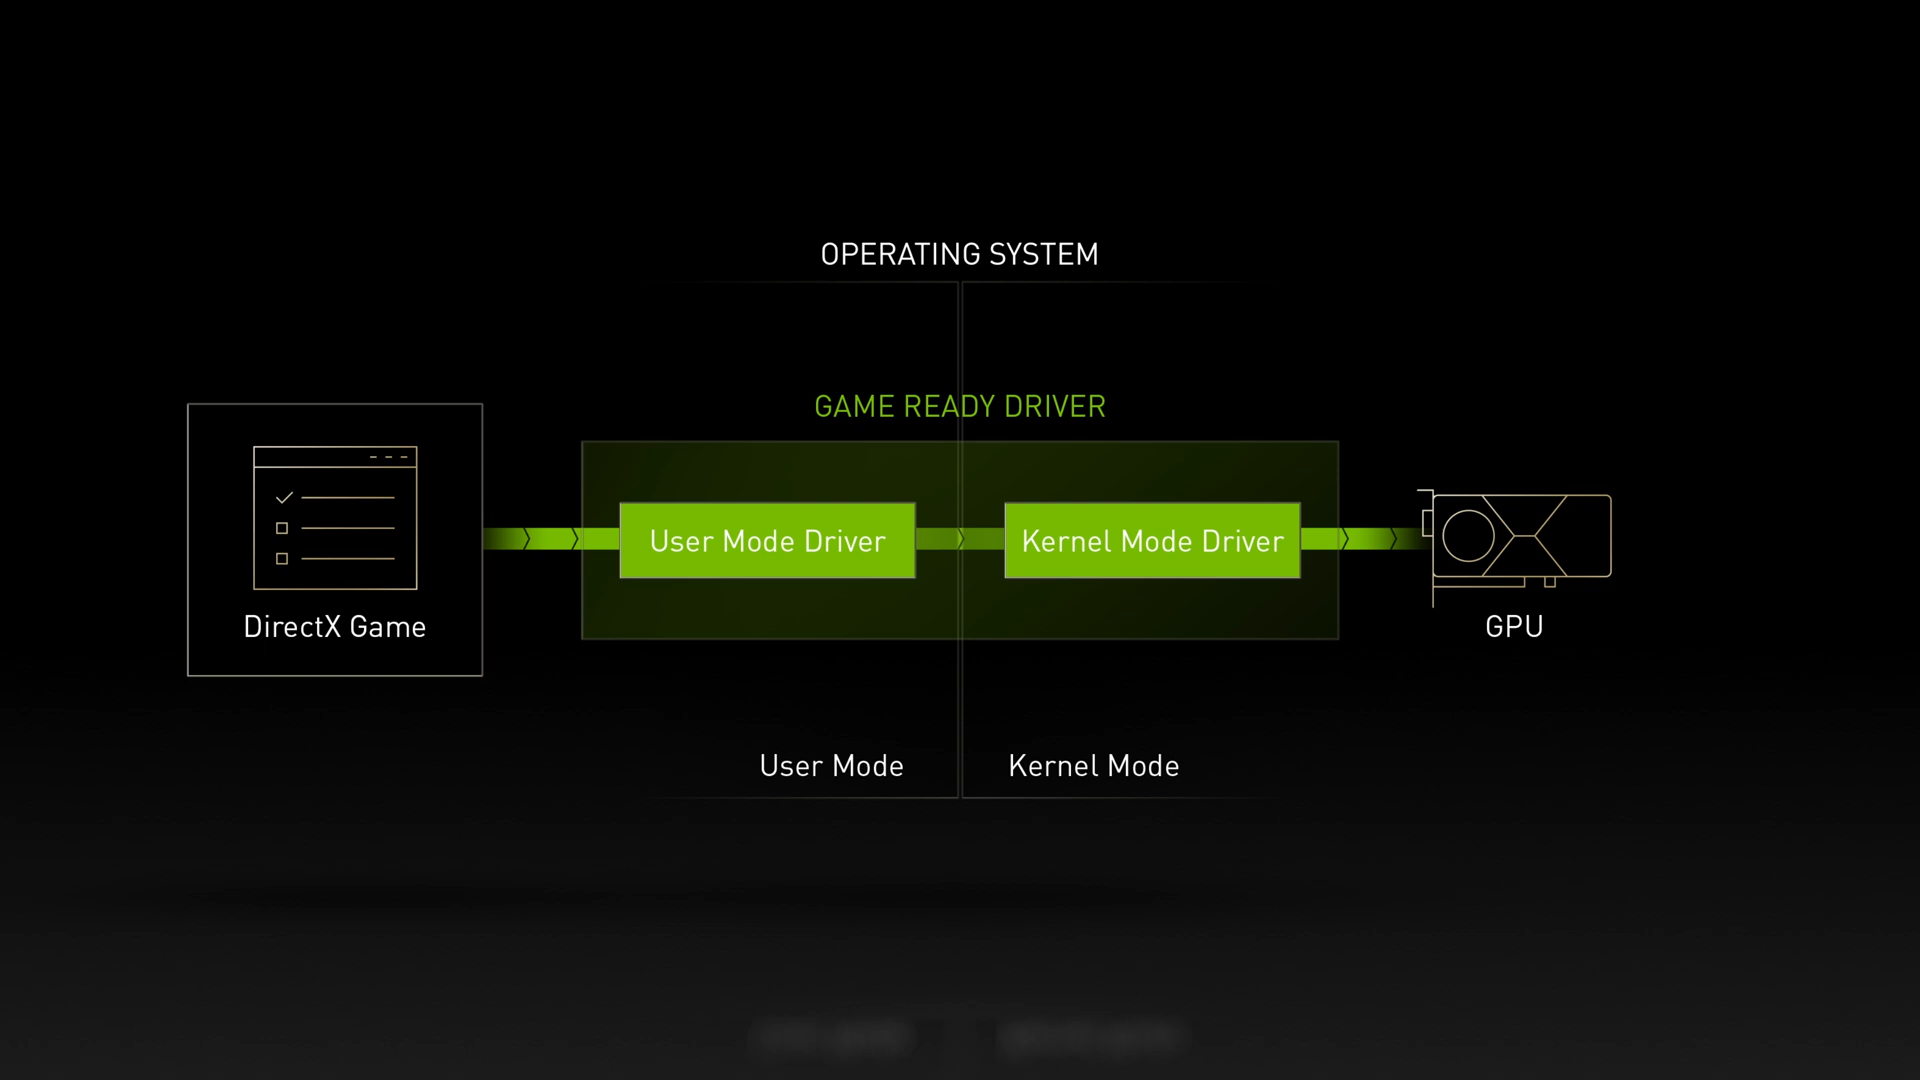 OPERATING SYSTEM
GAME READY DRIVER
User Mode Driver
Kernel Mode Driver
DirectX Game
GPU
User Mode
Kernel Mode